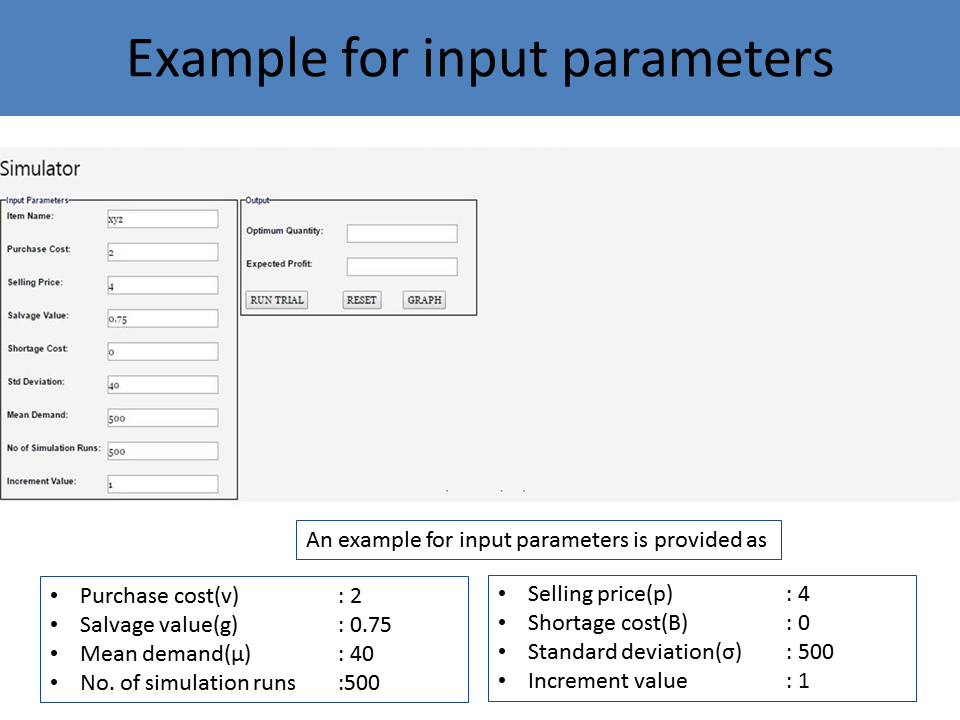 Example for input parameters
Simulator
Input Parameters
Item Name: xyz
Purchase Cost: 2
Selling Price: 4
Salvage Value: 0.75
Shortage Cost: 0
Std Deviation: 40
Mean Demand: 500
No of Simulation Runs: 500
Increment Value: 1
Output
Optimum Quantity:
Expected Profit:
RUN TRIAL RESET GRAPH
An example for input parameters is provided as
• Purchase cost(v) : 2
• Salvage value(g) : 0.75
• Mean demand(μ) : 40
• No. of simulation runs :500
• Selling price(p) : 4
• Shortage cost(B) : 0
• Standard deviation(σ) : 500
• Increment value : 1